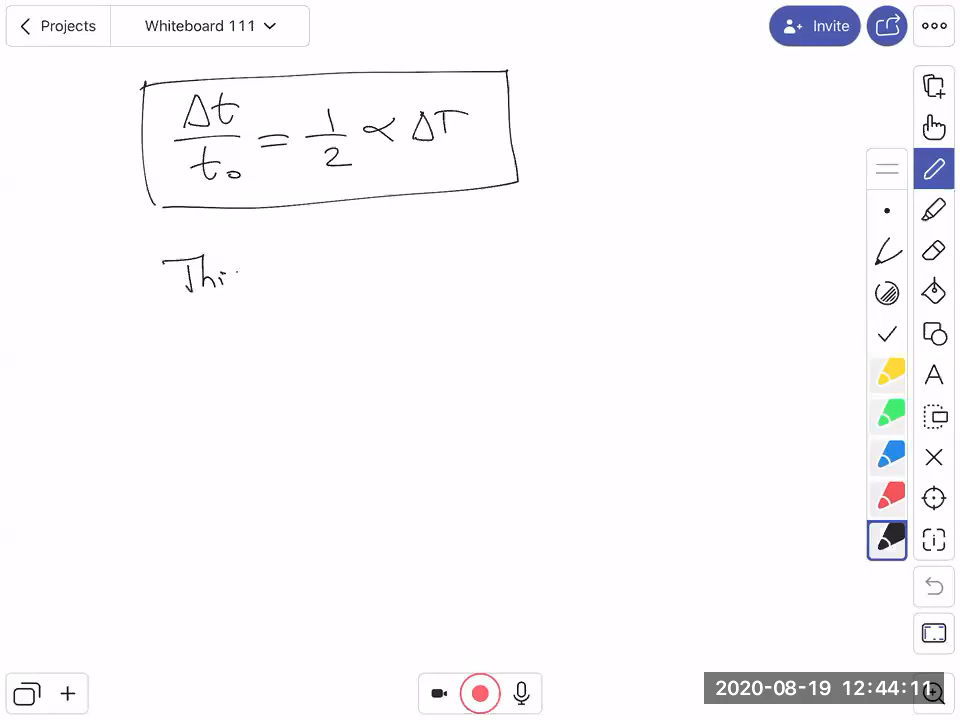 Projects
Whiteboard 111
Invite
Δt/t₀ = 1/2 ∝ ΔT
Thi
2020-08-19 12:44:11